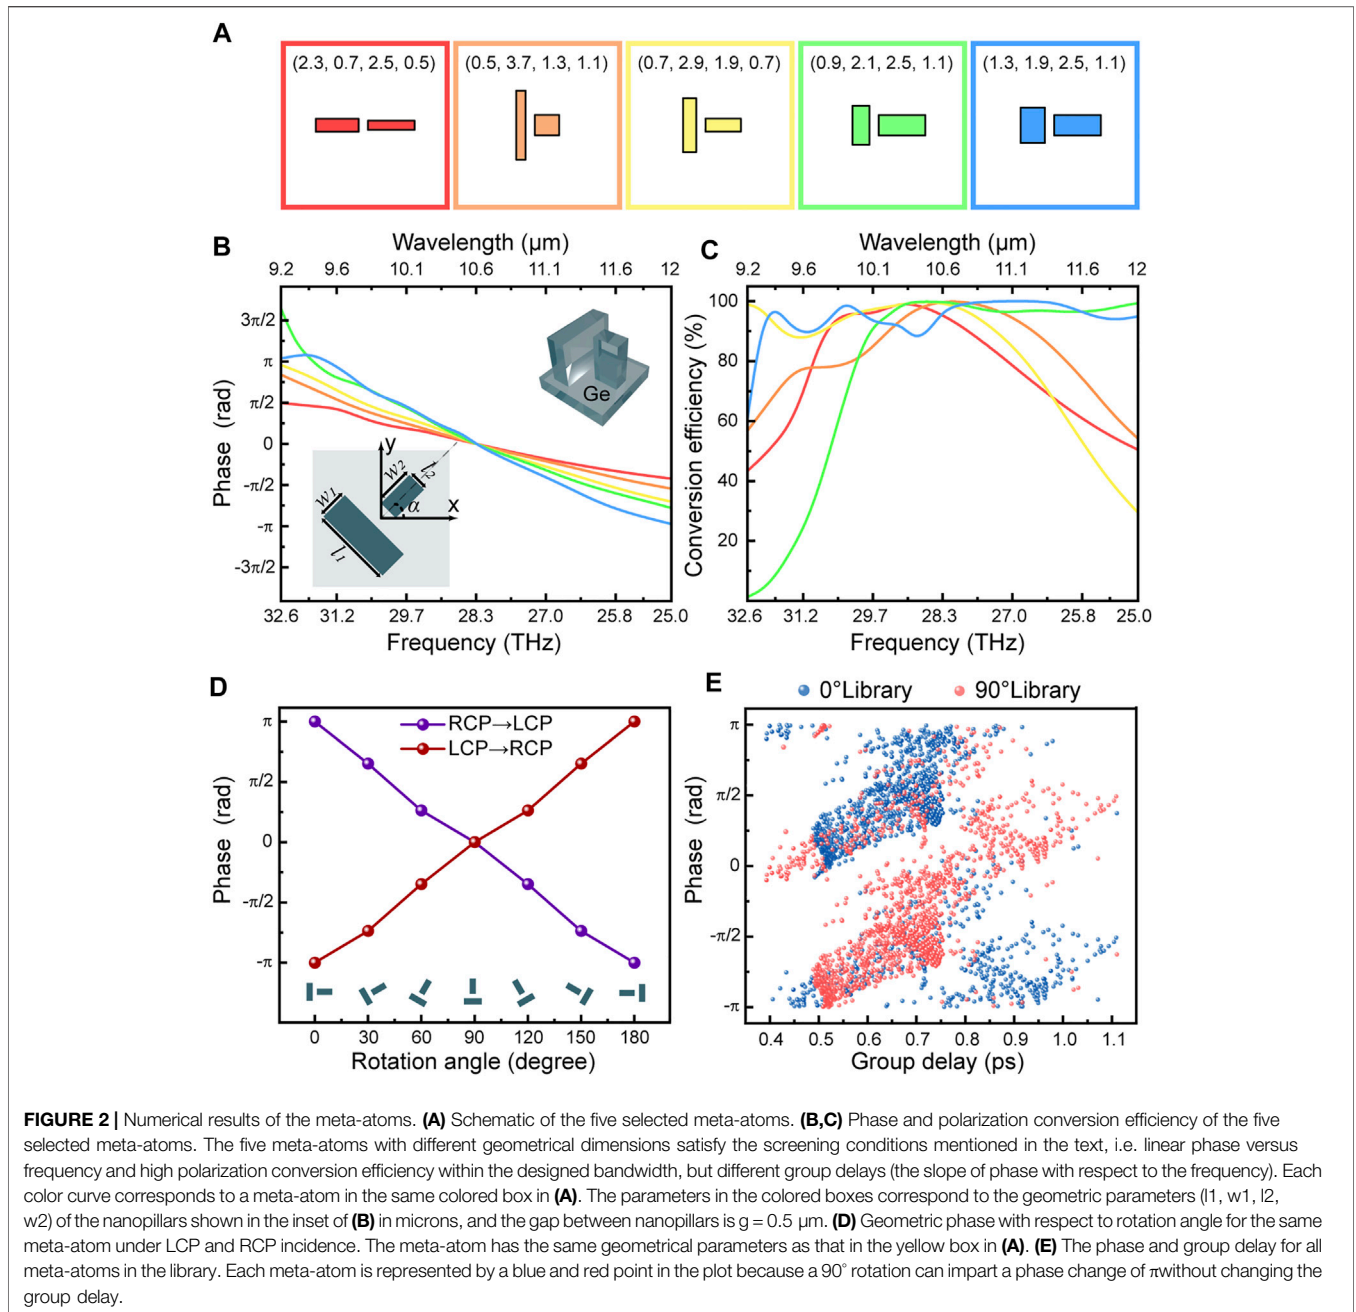 A
(2.3, 0.7, 2.5, 0.5)
(0.5, 3.7, 1.3, 1.1)
(0.7, 2.9, 1.9, 0.7)
(0.9, 2.1, 2.5, 1.1)
(1.3, 1.9, 2.5, 1.1)
B
Wavelength (μm)
9.2 9.6 10.1 10.6 11.1 11.6 12
Phase (rad)
3π/2
π
π/2
0
-π/2
-π
-3π/2
Ge
y
x
w2
l2
α
w1
l1
32.6 31.2 29.7 28.3 27.0 25.8 25.0
Frequency (THz)
C
Wavelength (μm)
9.2 9.6 10.1 10.6 11.1 11.6 12
Conversion efficiency (%)
100
80
60
40
20
32.6 31.2 29.7 28.3 27.0 25.8 25.0
Frequency (THz)
D
RCP→LCP
LCP→RCP
Phase (rad)
π
π/2
0
-π/2
-π
0 30 60 90 120 150 180
Rotation angle (degree)
E
0°Library
90°Library
Phase (rad)
π
π/2
0
-π/2
-π
0.4 0.5 0.6 0.7 0.8 0.9 1.0 1.1
Group delay (ps)
FIGURE 2 | Numerical results of the meta-atoms. (A) Schematic of the five selected meta-atoms. (B,C) Phase and polarization conversion efficiency of the five
selected meta-atoms. The five meta-atoms with different geometrical dimensions satisfy the screening conditions mentioned in the text, i.e. linear phase versus
frequency and high polarization conversion efficiency within the designed bandwidth, but different group delays (the slope of phase with respect to the frequency). Each
color curve corresponds to a meta-atom in the same colored box in (A). The parameters in the colored boxes correspond to the geometric parameters (l1, w1, l2,
w2) of the nanopillars shown in the inset of (B) in microns, and the gap between nanopillars is g = 0.5 μm. (D) Geometric phase with respect to rotation angle for the same
meta-atom under LCP and RCP incidence. The meta-atom has the same geometrical parameters as that in the yellow box in (A). (E) The phase and group delay for all
meta-atoms in the library. Each meta-atom is represented by a blue and red point in the plot because a 90° rotation can impart a phase change of πwithout changing the
group delay.